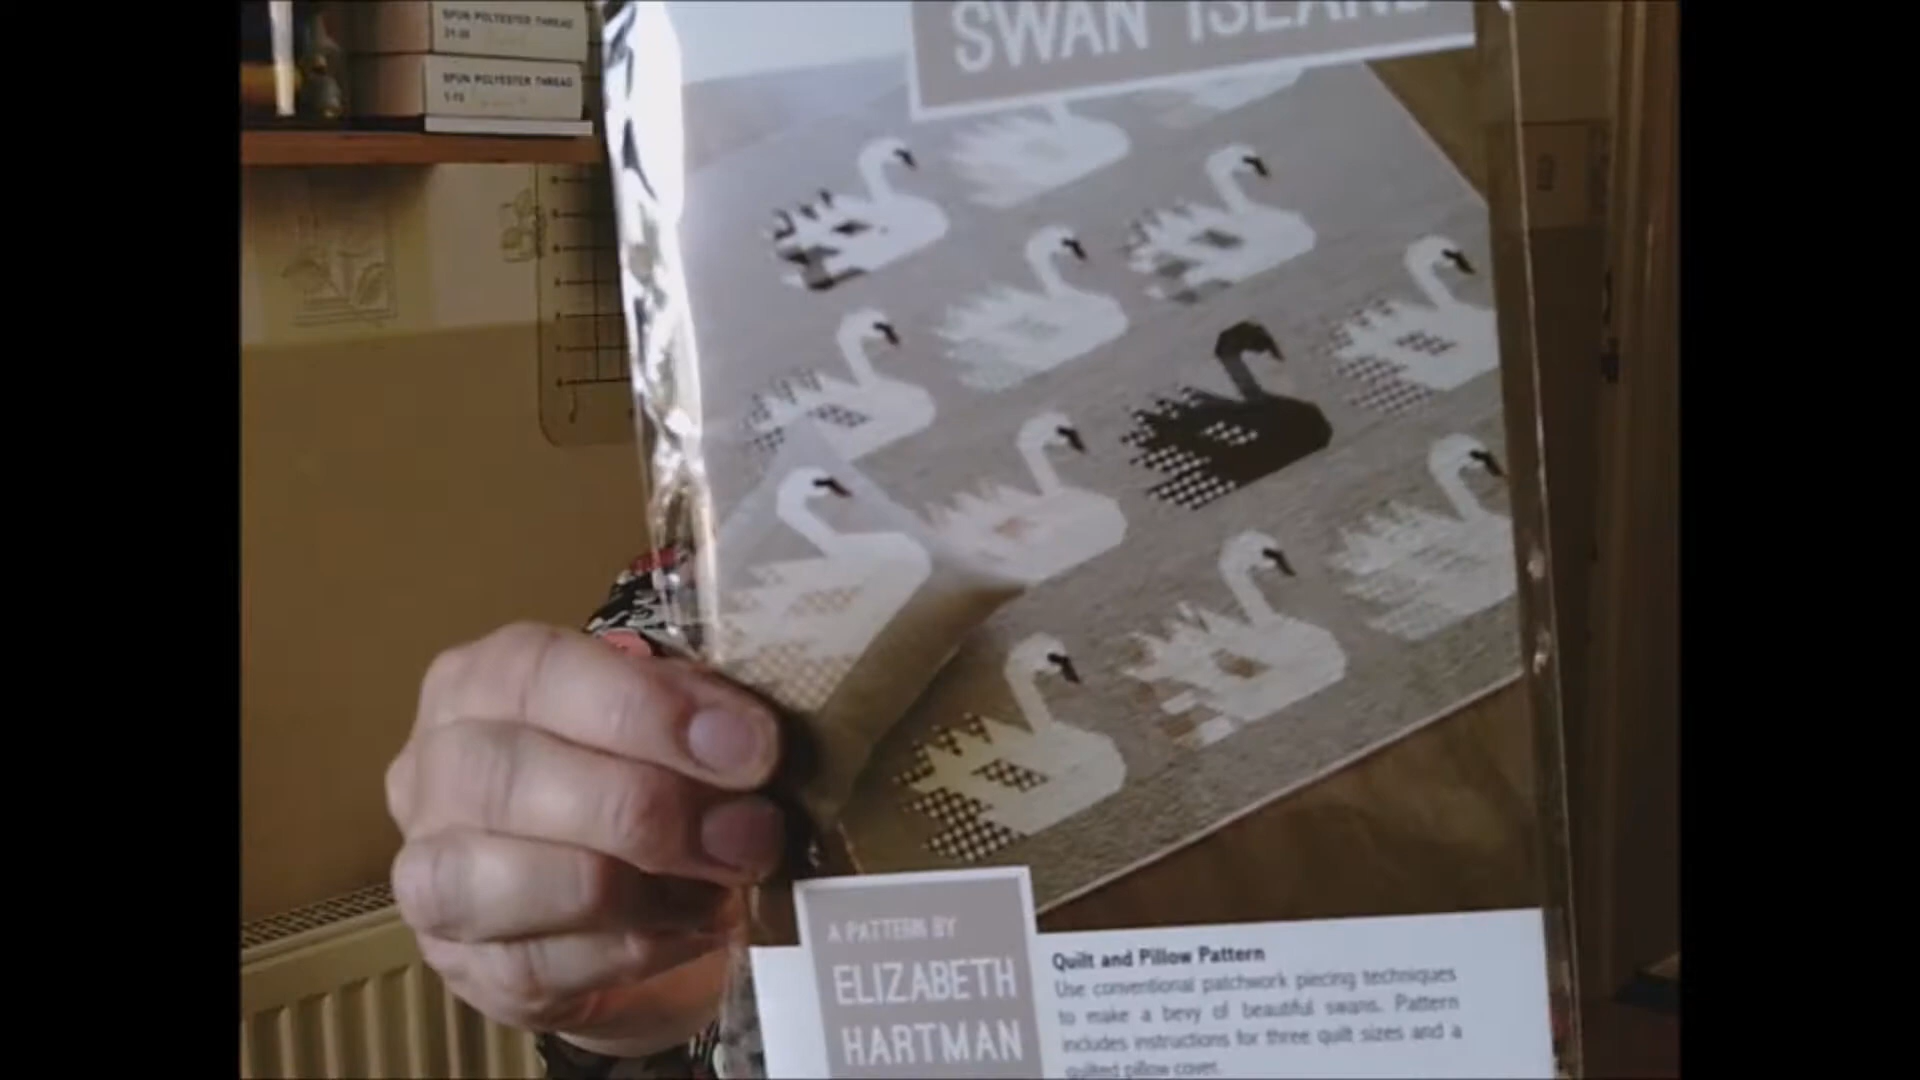 SPUN POLYESTER THREAD
SPUN POLYESTER THREAD
SWAN ISLAND
A PATTERN BY
ELIZABETH
HARTMAN
Quilt and Pillow Pattern
Use conventional patchwork piecing techniques
to make a bevy of beautiful swans. Pattern
includes instructions for three quilt sizes and a
quilted pillow cover.